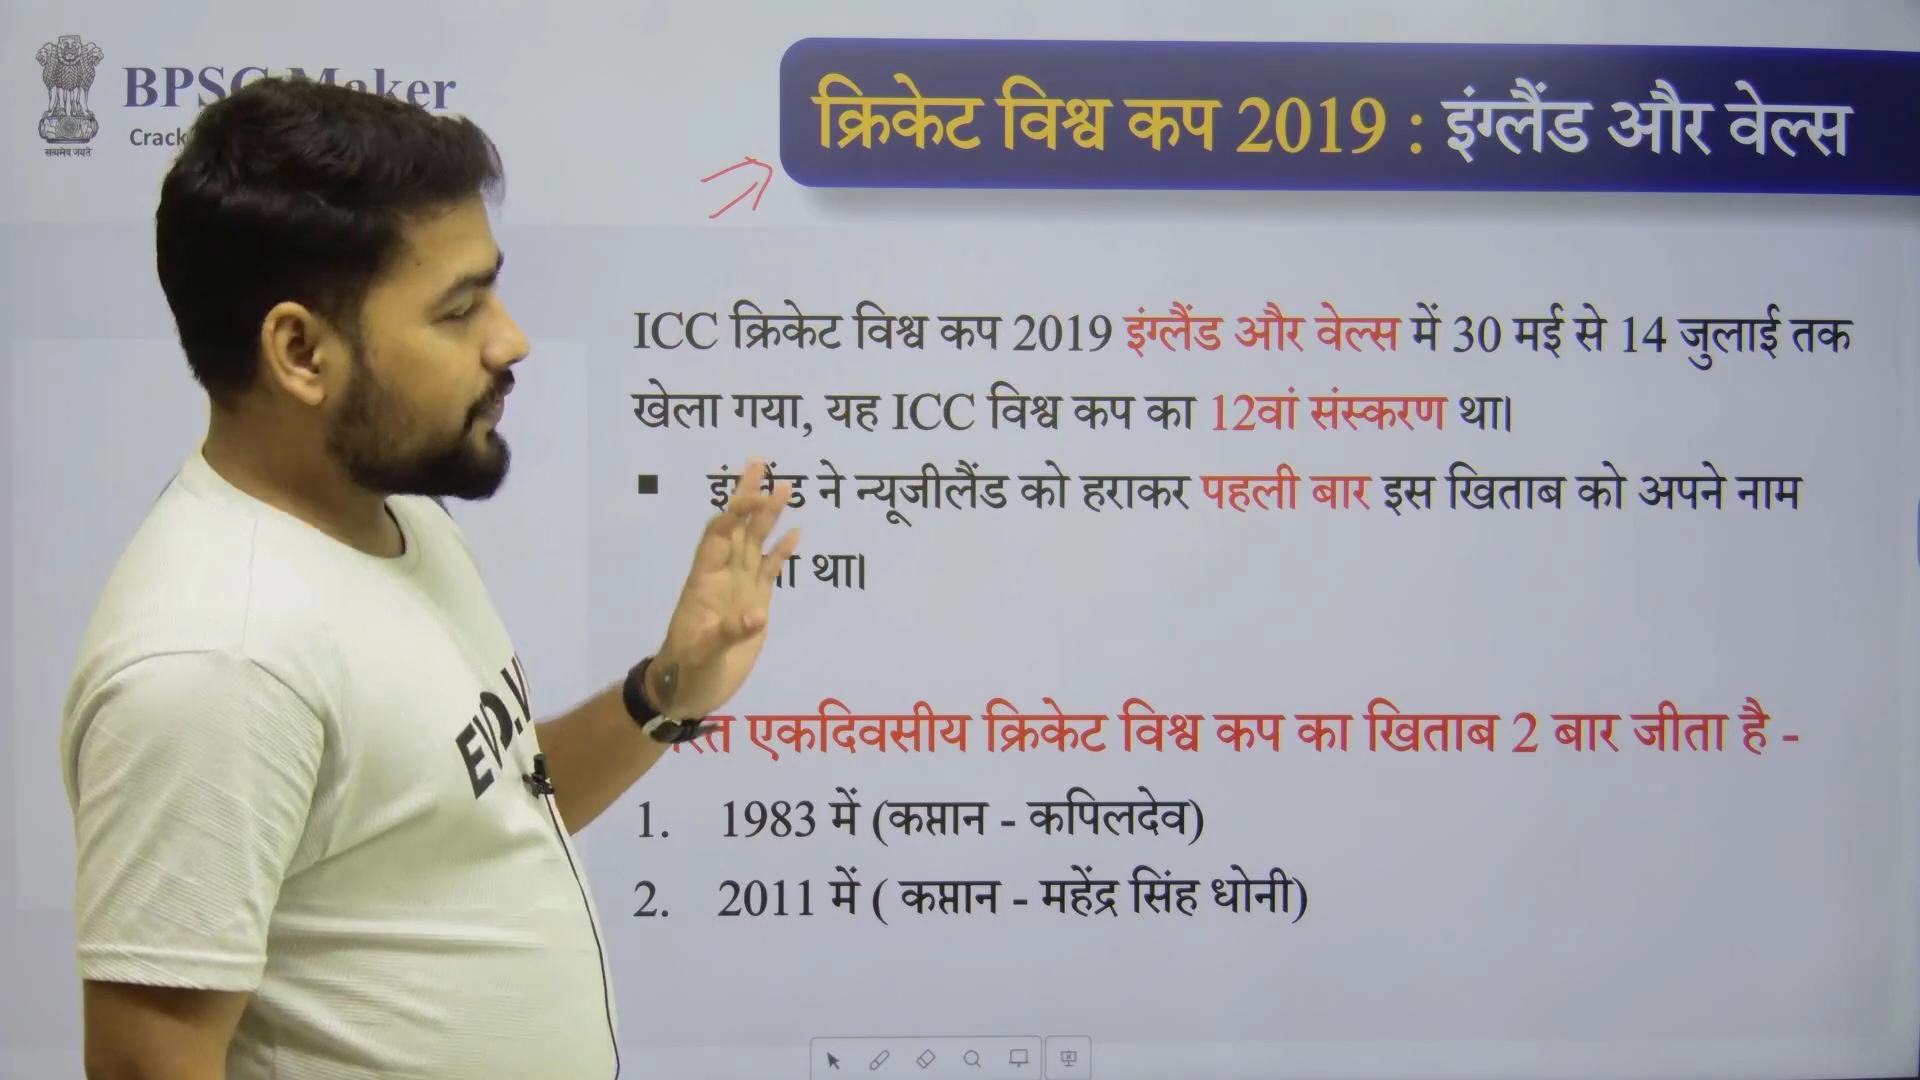 सत्यमेव जयते
BPSC Maker
Crack
क्रिकेट विश्व कप 2019 : इंग्लैंड और वेल्स
ICC क्रिकेट विश्व कप 2019 इंग्लैंड और वेल्स में 30 मई से 14 जुलाई तक
खेला गया, यह ICC विश्व कप का 12वां संस्करण था।
▪ इंग्लैंड ने न्यूजीलैंड को हराकर पहली बार इस खिताब को अपने नाम
था।
एकदिवसीय क्रिकेट विश्व कप का खिताब 2 बार जीता है -
1. 1983 में (कप्तान - कपिलदेव)
2. 2011 में ( कप्तान - महेंद्र सिंह धोनी)